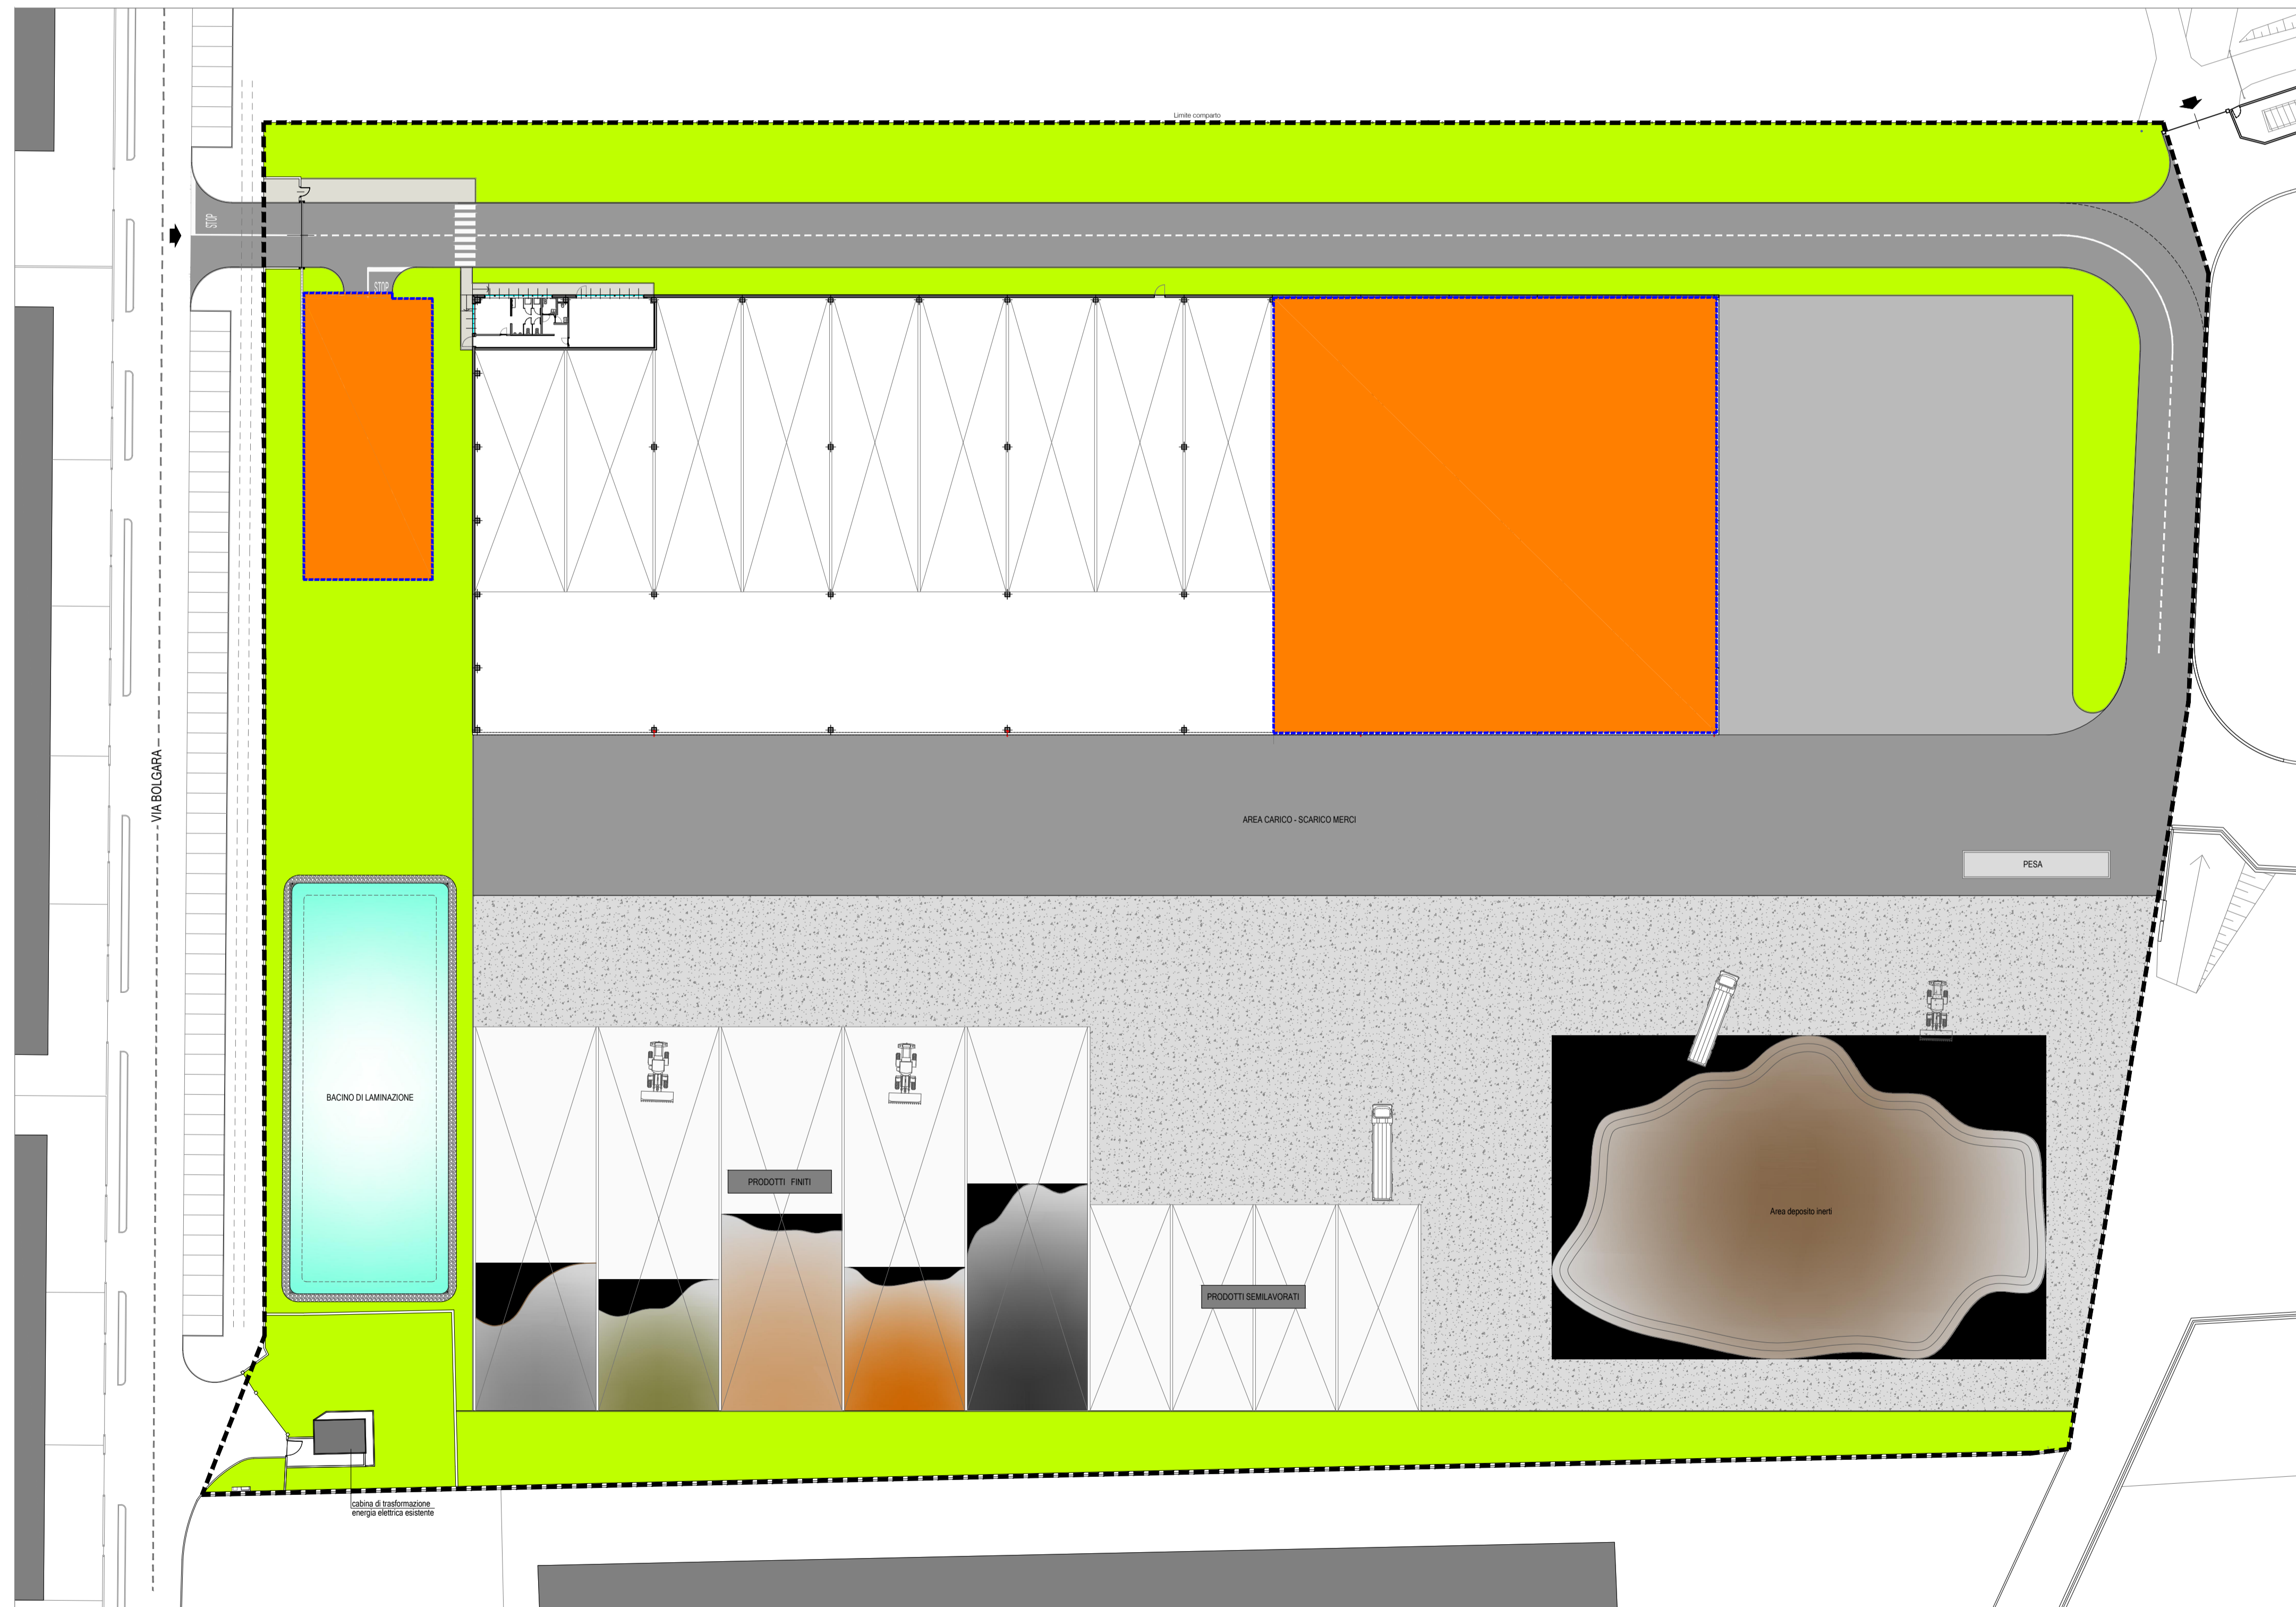 Limite comparto
STOP
STOP
VIA BOLGARA
AREA CARICO - SCARICO MERCI
PESA
BACINO DI LAMINAZIONE
PRODOTTI FINITI
Area deposito inerti
PRODOTTI SEMILAVORATI
cabina di trasformazione
energia elettrica esistente